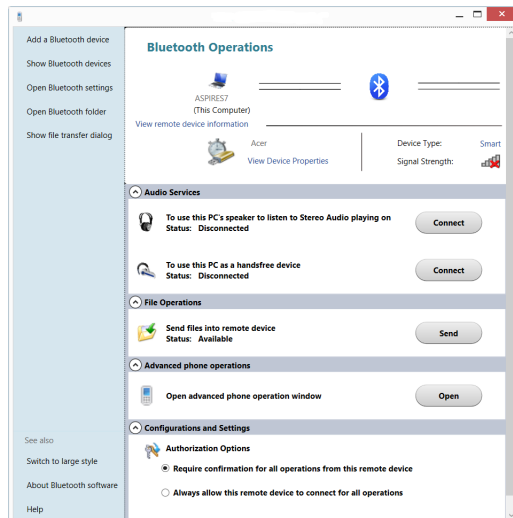 Add a Bluetooth device
Show Bluetooth devices
Open Bluetooth settings
Open Bluetooth folder
Show file transfer dialog
See also
Switch to large style
About Bluetooth software
Help
Bluetooth Operations
ASPIRES7
(This Computer)
View remote device information
Acer
View Device Properties
Device Type: Smart
Signal Strength:
Audio Services
To use this PC's speaker to listen to Stereo Audio playing on
Status: Disconnected
Connect
To use this PC as a handsfree device
Status: Disconnected
Connect
File Operations
Send files into remote device
Status: Available
Send
Advanced phone operations
Open advanced phone operation window
Open
Configurations and Settings
Authorization Options
Require confirmation for all operations from this remote device
Always allow this remote device to connect for all operations